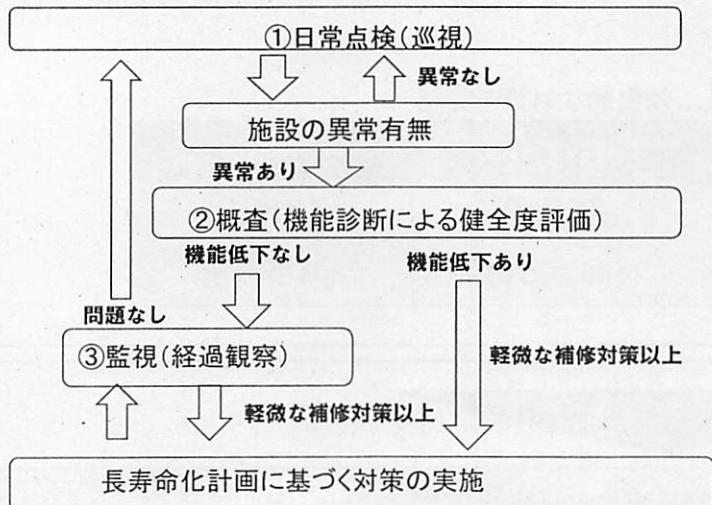 ①日常点検(巡視)
異常なし
施設の異常有無
異常あり
②概査(機能診断による健全度評価)
機能低下なし
機能低下あり
問題なし
③監視(経過観察)
軽微な補修対策以上
軽微な補修対策以上
長寿命化計画に基づく対策の実施